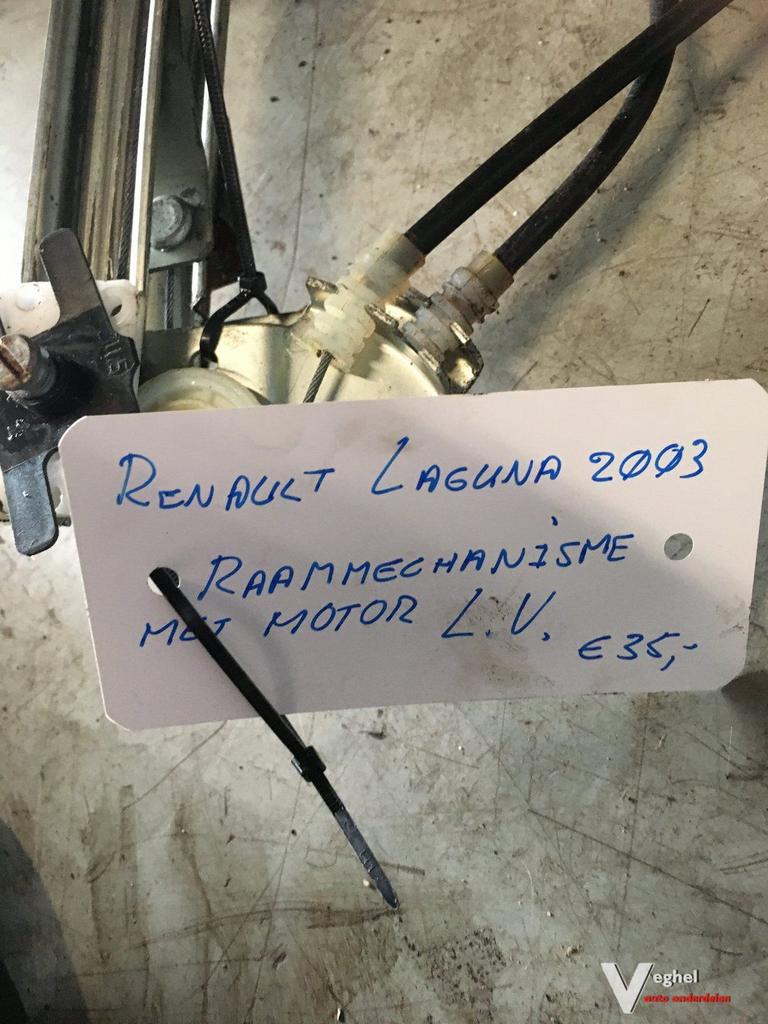 RENAULT LAGUNA 2003
RAAMMECHANISME
MET MOTOR L.V.
€35,-
Veghel
auto onderdelen